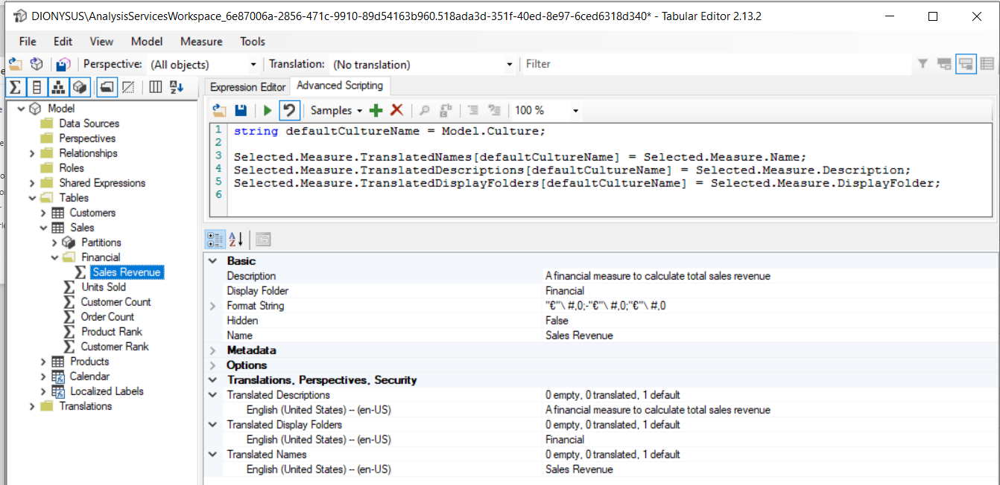 DIONYSUS\AnalysisServicesWorkspace_6e87006a-2856-471c-9910-89d54163b960.518ada3d-351f-40ed-8e97-6ced6318d340* - Tabular Editor 2.13.2
File Edit View Model Measure Tools
Perspective: (All objects) Translation: (No translation) Filter
Expression Editor Advanced Scripting
Samples 100 %
Model
Data Sources
Perspectives
Relationships
Roles
Shared Expressions
Tables
Customers
Sales
Partitions
Financial
Sales Revenue
Units Sold
Customer Count
Order Count
Product Rank
Customer Rank
Products
Calendar
Localized Labels
Translations
1 string defaultCultureName = Model.Culture;
2
3 Selected.Measure.TranslatedNames[defaultCultureName] = Selected.Measure.Name;
4 Selected.Measure.TranslatedDescriptions[defaultCultureName] = Selected.Measure.Description;
5 Selected.Measure.TranslatedDisplayFolders[defaultCultureName] = Selected.Measure.DisplayFolder;
6
Basic
Description A financial measure to calculate total sales revenue
Display Folder Financial
Format String "€"\ #,0;-"€"\ #,0;"€"\ #,0
Hidden False
Name Sales Revenue
Metadata
Options
Translations, Perspectives, Security
Translated Descriptions 0 empty, 0 translated, 1 default
English (United States) -- (en-US) A financial measure to calculate total sales revenue
Translated Display Folders 0 empty, 0 translated, 1 default
English (United States) -- (en-US) Financial
Translated Names 0 empty, 0 translated, 1 default
English (United States) -- (en-US) Sales Revenue